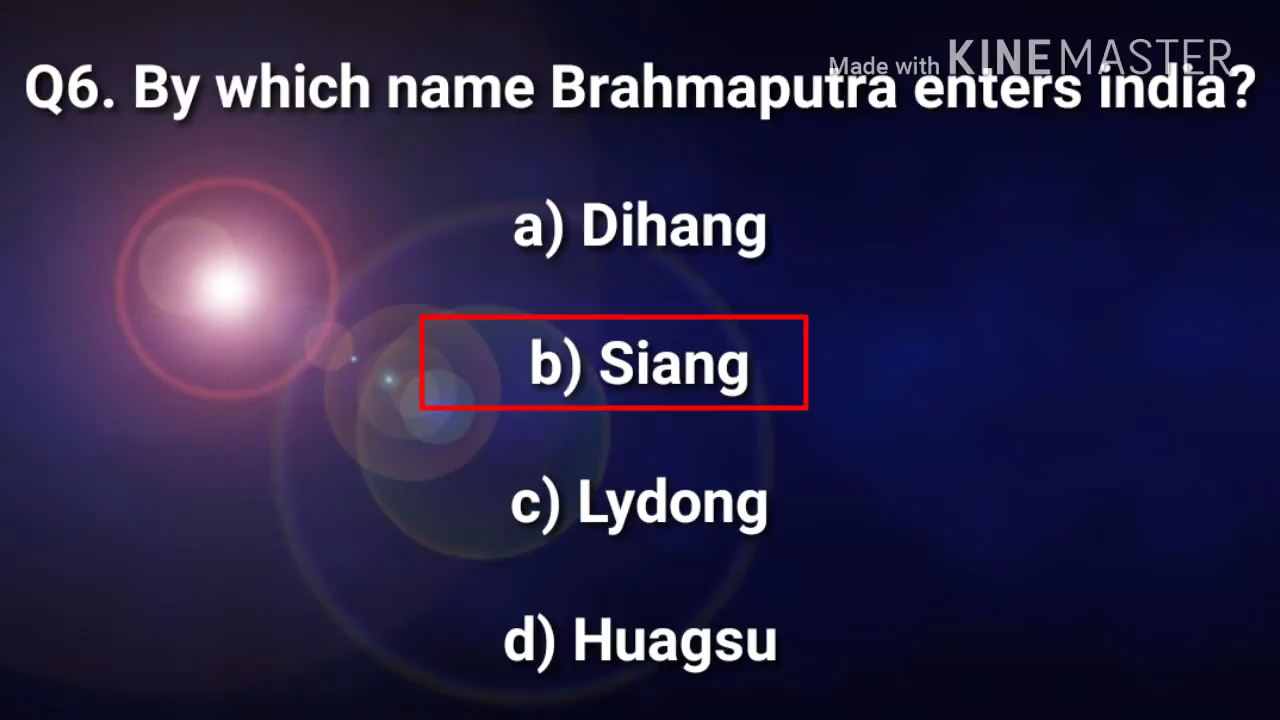 Made with KINEMASTER
Q6. By which name Brahmaputra enters india?
a) Dihang
b) Siang
c) Lydong
d) Huagsu